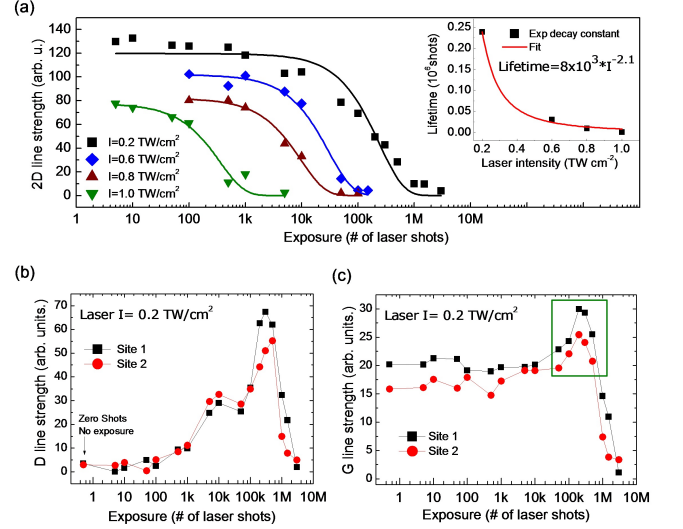 (a)
140
120
100
80
60
40
20
0
2D line strength (arb. u.)
I=0.2 TW/cm²
I=0.6 TW/cm²
I=0.8 TW/cm²
I=1.0 TW/cm²
1 10 100 1000 10k 100k 1M 10M
Exposure (# of laser shots)
0.25
0.20
0.15
0.10
0.05
0.00
Lifetime (10⁶shots)
Exp decay constant
Fit
Lifetime=8x10³*I⁻²·¹
0.2 0.4 0.6 0.8 1.0
Laser intensity (TW cm⁻²)
(b)
70
60
50
40
30
20
10
0
D line strength (arb. units.)
Laser I= 0.2 TW/cm²
Site 1
Site 2
Zero Shots
No exposure
1 10 100 1k 10k 100k 1M 10M
Exposure (# of laser shots)
(c)
30
25
20
15
10
5
0
G line strength (arb. units.)
Laser I= 0.2 TW/cm²
Site 1
Site 2
1 10 100 1k 10k 100k 1M 10M
Exposure (# of laser shots)